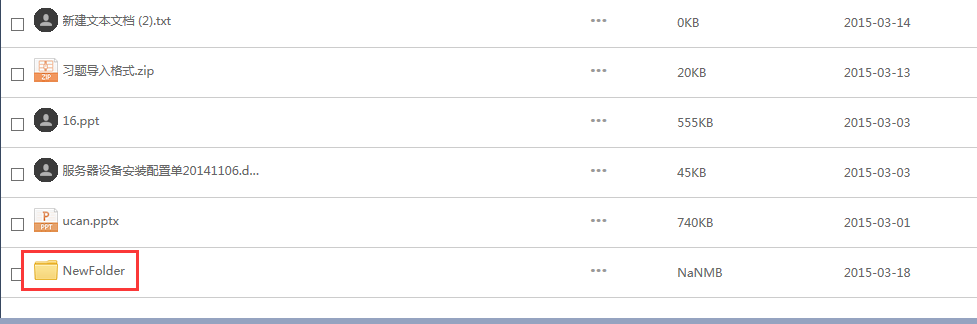 新建文本文档 (2).txt ••• 0KB 2015-03-14
ZIP 习题导入格式.zip ••• 20KB 2015-03-13
16.ppt ••• 555KB 2015-03-03
服务器设备安装配置单20141106.d... ••• 45KB 2015-03-03
P PPT ucan.pptx ••• 740KB 2015-03-01
NewFolder ••• NaNMB 2015-03-18